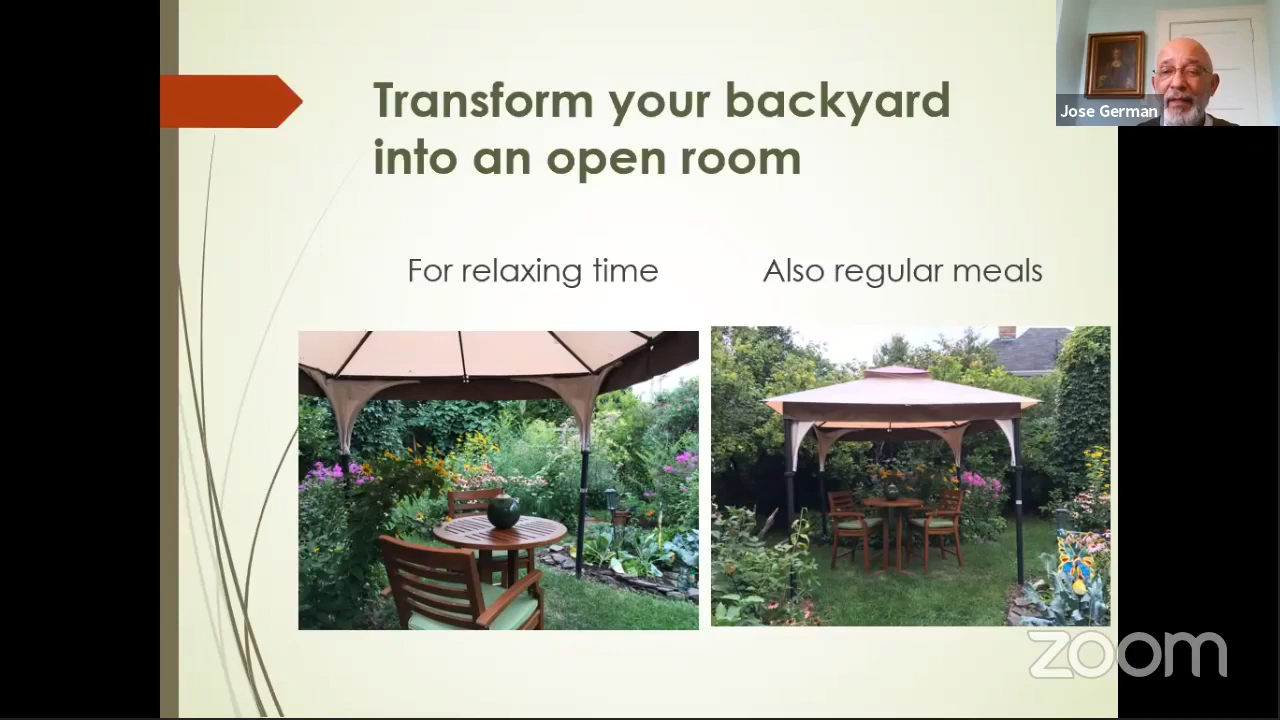 Transform your backyard
into an open room
Jose German
For relaxing time
Also regular meals
zoom